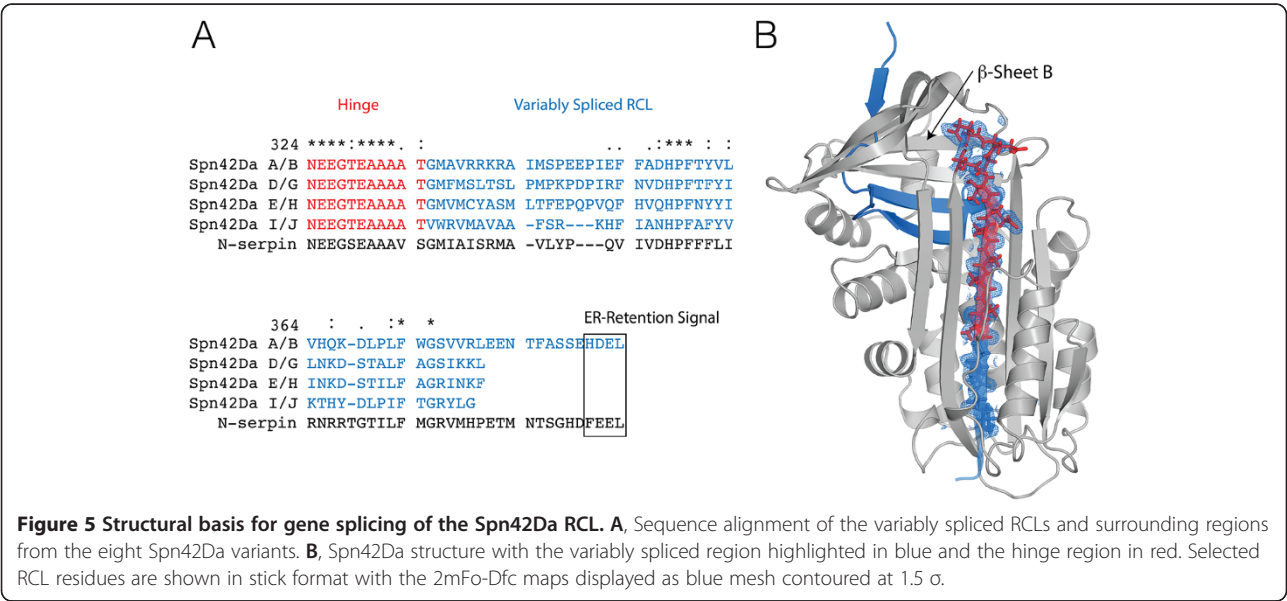 A
B
β-Sheet B
Hinge
Variably Spliced RCL
324 ****:****. : .. . :*** : :
Spn42Da A/B NEEGTEAAAA TGMAVRRKRA IMSPEEPIEF FADHPFTYVL
Spn42Da D/G NEEGTEAAAA TGMFMSLTSL PMPKPDPIRF NVDHPFTFYI
Spn42Da E/H NEEGTEAAAA TGMVMCYASM LTFEPQPVQF HVQHPFNYYI
Spn42Da I/J NEEGTEAAAA TVWRVMAVAA -FSR---KHF IANHPFAFYV
N-serpin NEEGSEAAAV SGMIAISRMA -VLYP---QV IVDHPFFFLI
364 : . :* *
ER-Retention Signal
Spn42Da A/B VHQK-DLPLF WGSVVRLEEN TFASSEHDEL
Spn42Da D/G LNKD-STALF AGSIKKL
Spn42Da E/H INKD-STILF AGRINKF
Spn42Da I/J KTHY-DLPIF TGRYLG
N-serpin RNRRTGTILF MGRVMHPETM NTSGHDFEEL
Figure 5 Structural basis for gene splicing of the Spn42Da RCL. A, Sequence alignment of the variably spliced RCLs and surrounding regions
from the eight Spn42Da variants. B, Spn42Da structure with the variably spliced region highlighted in blue and the hinge region in red. Selected
RCL residues are shown in stick format with the 2mFo-Dfc maps displayed as blue mesh contoured at 1.5 σ.